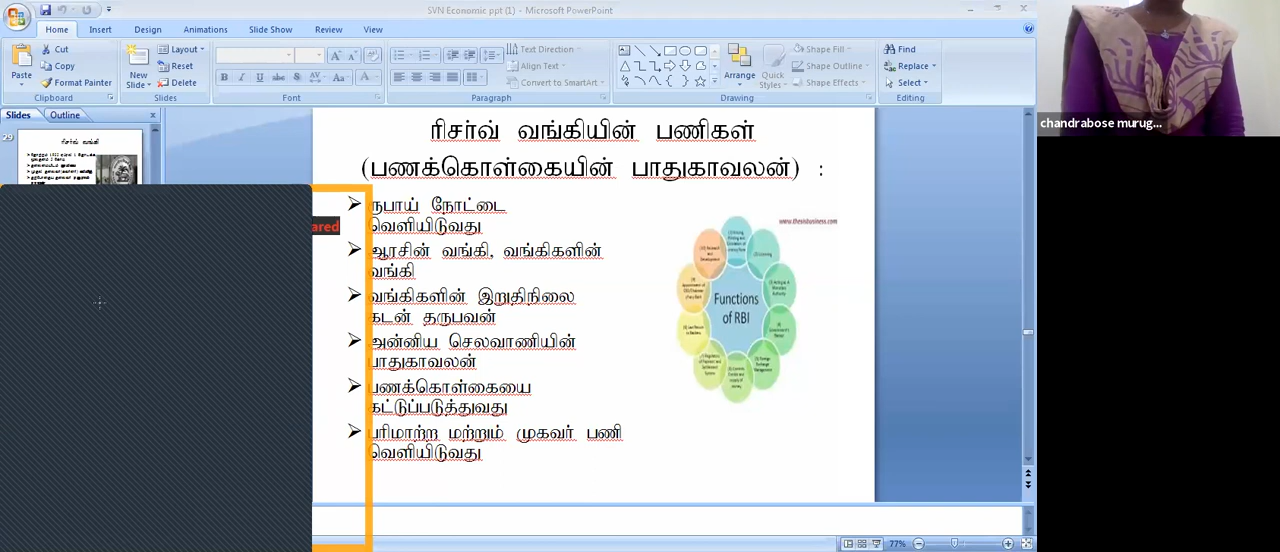 SVN Economic ppt (1) - Microsoft PowerPoint
Home Insert Design Animations Slide Show Review View
Cut
Copy
Format Painter
Paste
Clipboard
New
Slide
Layout
Reset
Delete
Slides
Font
Paragraph
Text Direction
Align Text
Convert to SmartArt
Drawing
Arrange
Quick
Styles
Shape Fill
Shape Outline
Shape Effects
Find
Replace
Select
Editing
Slides Outline
29
ரிசர்வ் வங்கி
chandrabose murug...
ரிசர்வ் வங்கியின் பணிகள்
(பணக்கொள்கையின் பாதுகாவலன்) :
ரூபாய் நோட்டை
வெளியிடுவது
ared
ஆரசின் வங்கி, வங்கிகளின்
வங்கி
வங்கிகளின் இறுதிநிலை
கடன் தருபவன்
அன்னிய செலவாணியின்
பாதுகாவலன்
பணக்கொள்கையை
கட்டுப்படுத்துவது
பரிமாற்ற மற்றும் முகவர் பணி
வெளியிடுவது
www.thesisbusiness.com
Functions
of RBI
77%